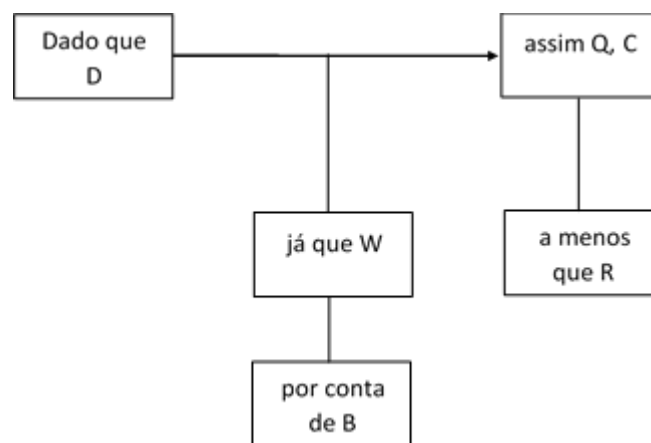 Dado que
D
assim Q, C
já que W
a menos
que R
por conta
de B